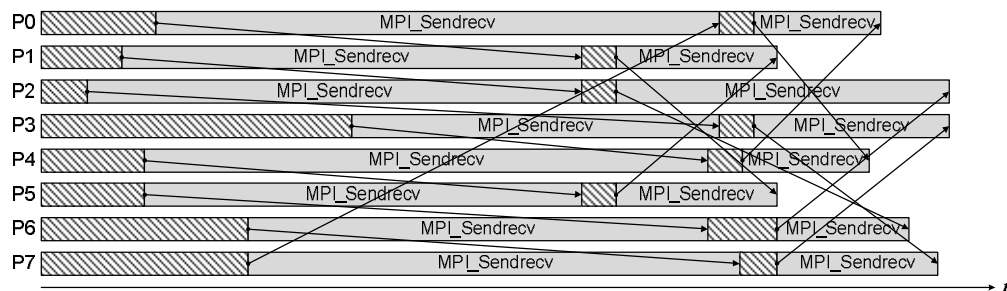 P0 MPI_Sendrecv MPI_Sendrecv
P1 MPI_Sendrecv MPI_Sendrecv
P2 MPI_Sendrecv MPI_Sendrecv
P3 MPI_Sendrecv MPI_Sendrecv
P4 MPI_Sendrecv MPI_Sendrecv
P5 MPI_Sendrecv MPI_Sendrecv
P6 MPI_Sendrecv MPI_Sendrecv
P7 MPI_Sendrecv MPI_Sendrecv